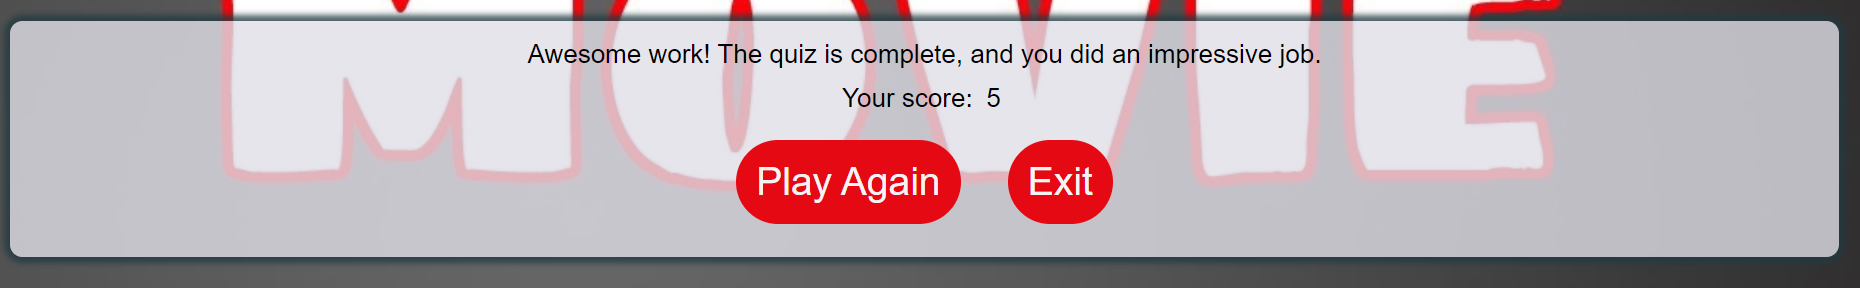 MOVIE
Awesome work! The quiz is complete, and you did an impressive job.
Your score: 5
Play Again
Exit